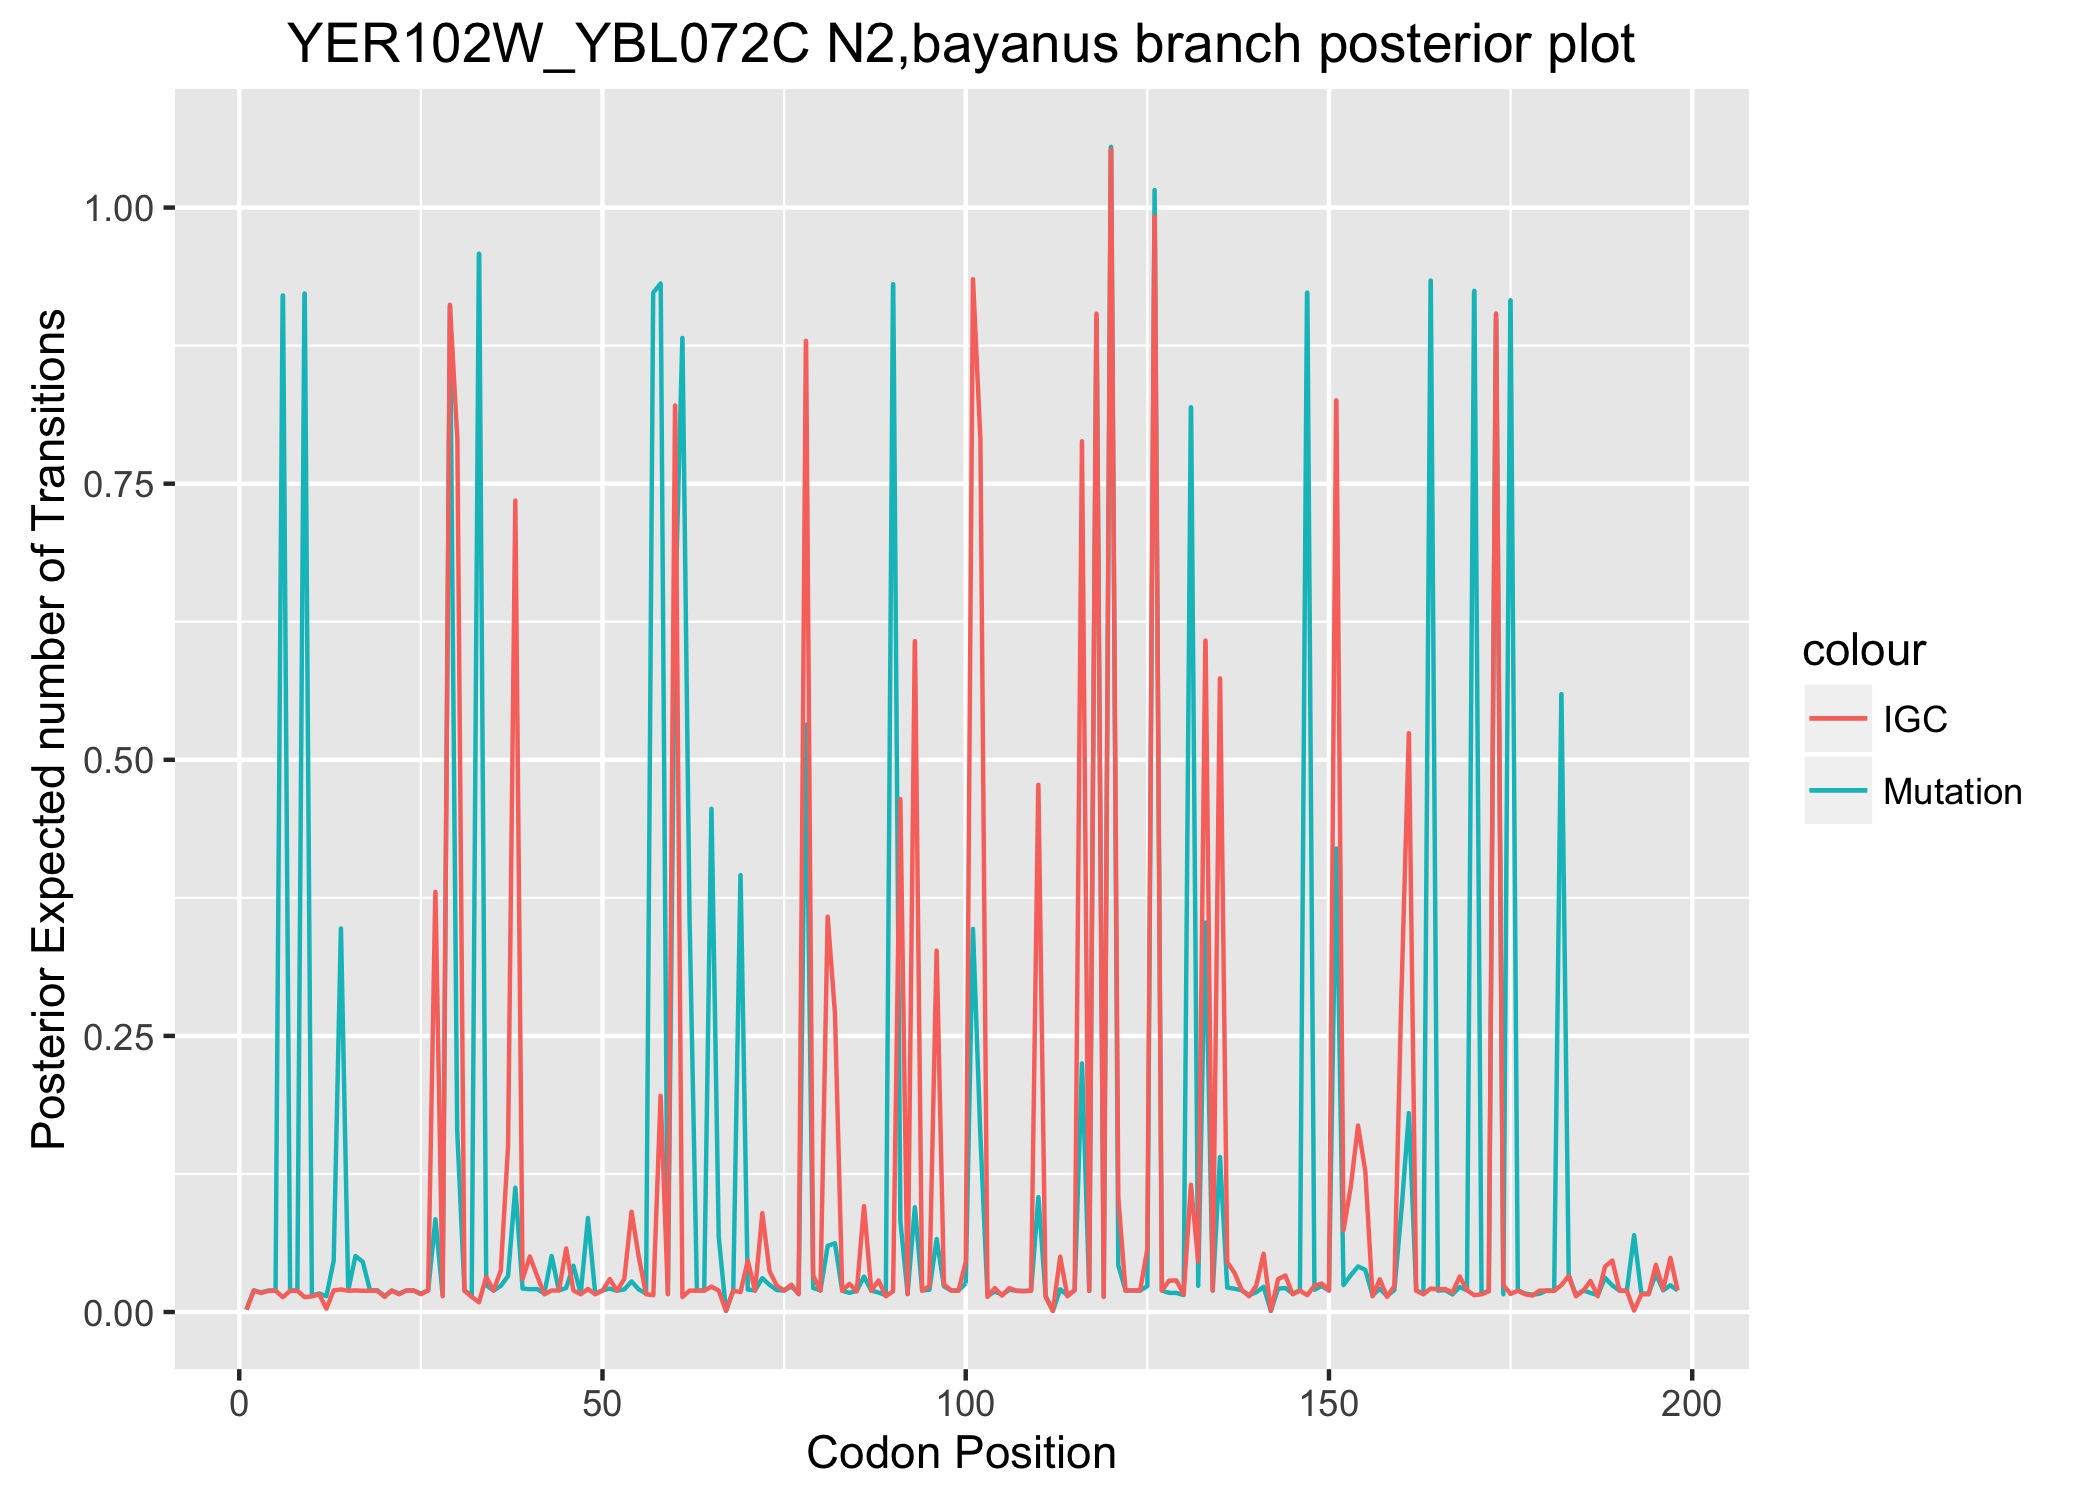 YER102W_YBL072C N2,bayanus branch posterior plot
Posterior Expected number of Transitions
1.00
0.75
0.50
0.25
0.00
0 50 100 150 200
Codon Position
colour
IGC
Mutation